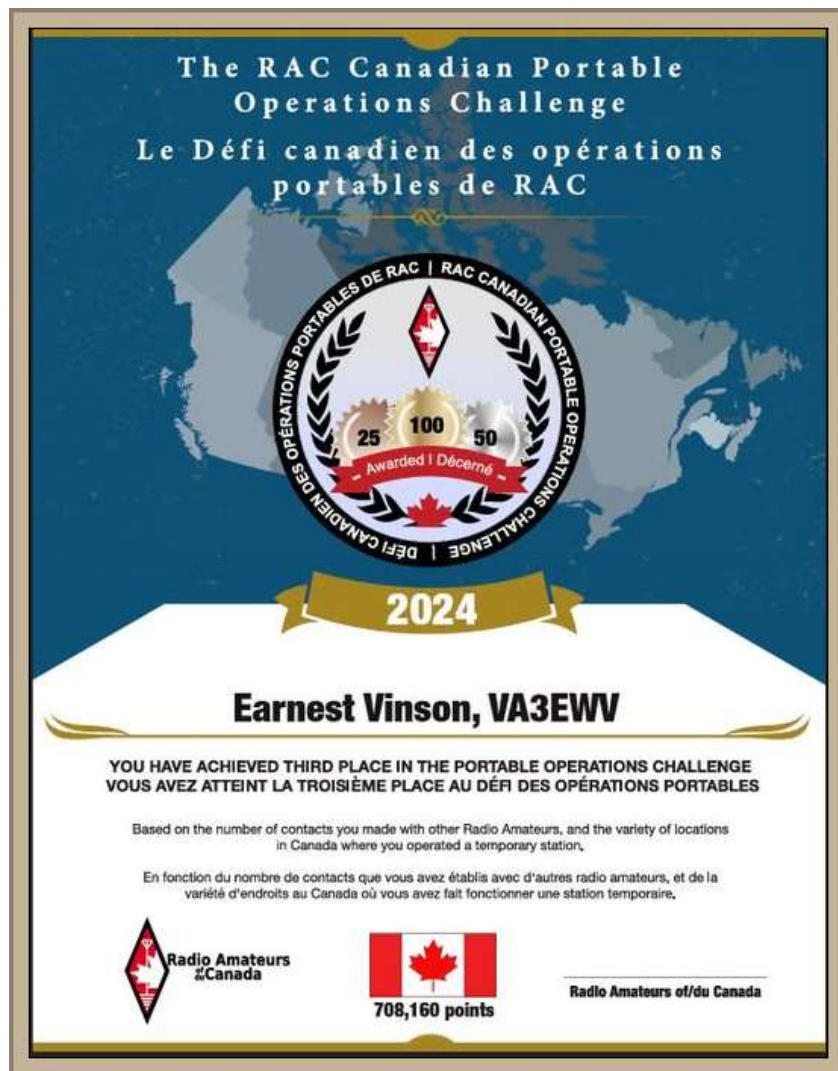 The RAC Canadian Portable
Operations Challenge
Le Défi canadien des opérations
portables de RAC
DÉFI CANADIEN DES OPÉRATIONS PORTABLES DE RAC | RAC CANADIAN PORTABLE OPERATIONS CHALLENGE |
25
100
50
- Awarded | Décerné -
2024
Earnest Vinson, VA3EWV
YOU HAVE ACHIEVED THIRD PLACE IN THE PORTABLE OPERATIONS CHALLENGE
VOUS AVEZ ATTEINT LA TROISIÈME PLACE AU DÉFI DES OPÉRATIONS PORTABLES
Based on the number of contacts you made with other Radio Amateurs, and the variety of locations
in Canada where you operated a temporary station.
En fonction du nombre de contacts que vous avez établis avec d'autres radio amateurs, et de la
variété d'endroits au Canada où vous avez fait fonctionner une station temporaire.
Radio Amateurs
Canada
708,160 points
Radio Amateurs of/du Canada